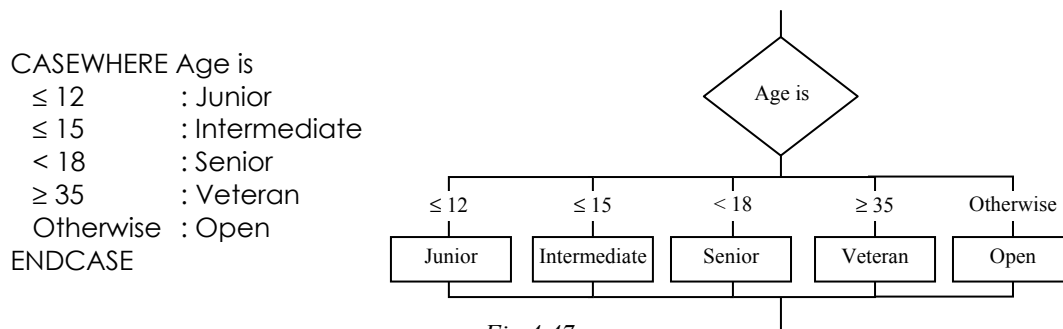 CASEWHERE Age is
≤ 12 : Junior
≤ 15 : Intermediate
< 18 : Senior
≥ 35 : Veteran
Otherwise : Open
ENDCASE
Age is
≤ 12 ≤ 15 < 18 ≥ 35 Otherwise
Junior Intermediate Senior Veteran Open
Fig 4.47